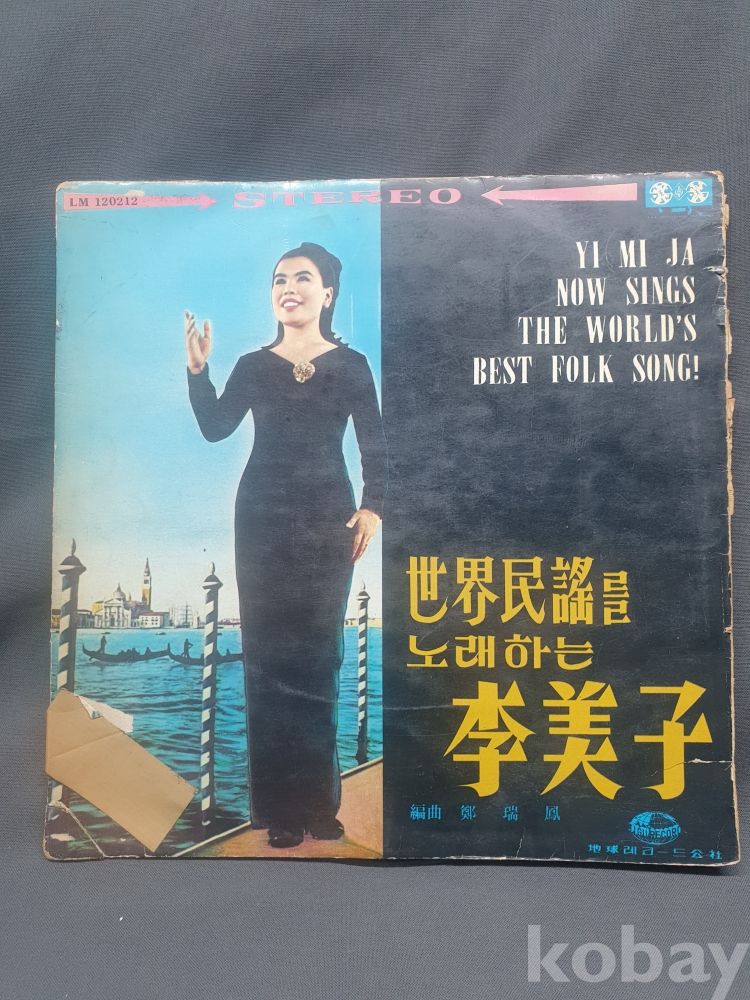 LM 120212
STEREO
YI MI JA
NOW SINGS
THE WORLD'S
BEST FOLK SONG!
世界民謠를
노래하는
李美子
編曲 鄭瑞鳳
JIGU RECORD
地球레코-드公社
kobay